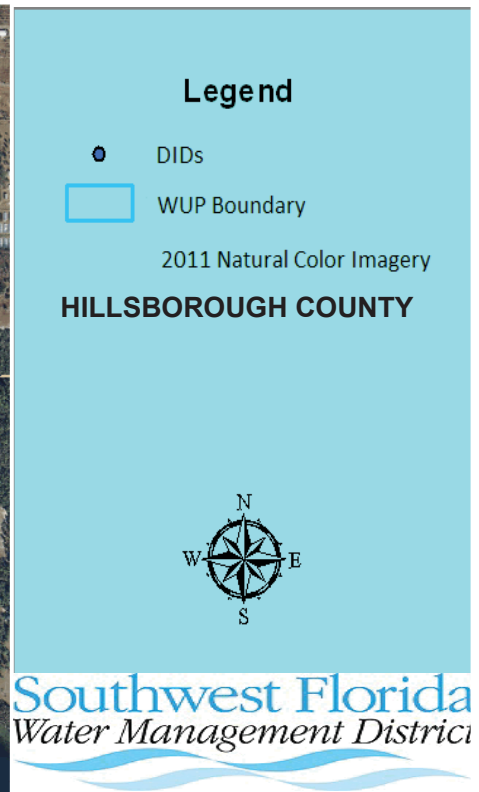 Legend
DIDs
WUP Boundary
2011 Natural Color Imagery
HILLSBOROUGH COUNTY
N
W E
S
Southwest Florida
Water Management District